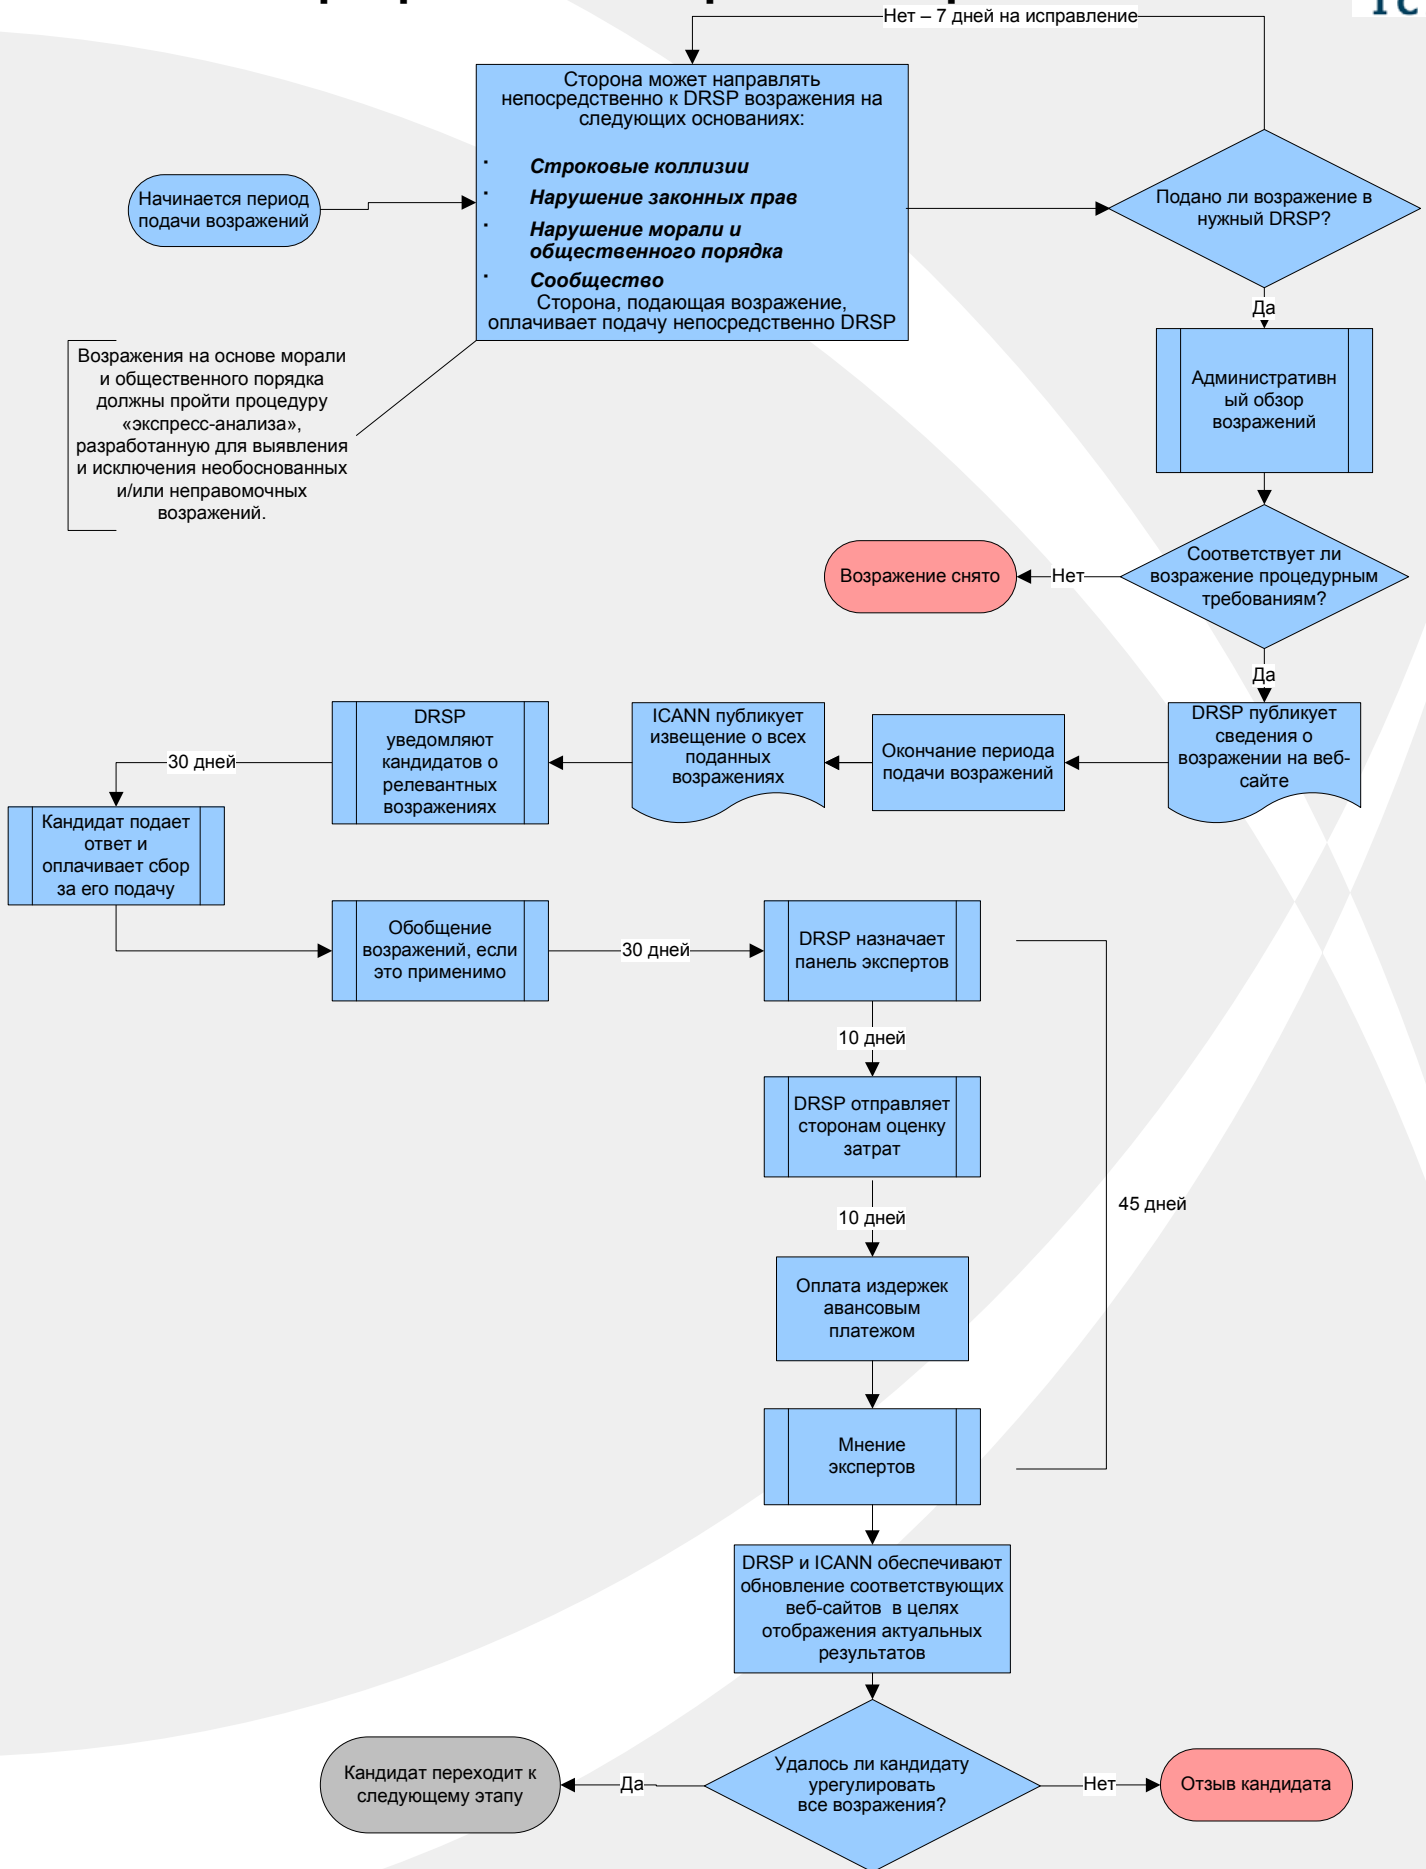 Нет – 7 дней на исправление
Сторона может направлять
непосредственно к DRSP возражения на
следующих основаниях:
Строковые коллизии
Нарушение законных прав
Нарушение морали и
общественного порядка
Сообщество
Сторона, подающая возражение,
оплачивает подачу непосредственно DRSP
Начинается период
подачи возражений
Подано ли возражение в
нужный DRSP?
Да
Возражения на основе морали
и общественного порядка
должны пройти процедуру
«экспресс-анализа»,
разработанную для выявления
и исключения необоснованных
и/или неправомочных
возражений.
Административн
ый обзор
возражений
Соответствует ли
возражение процедурным
требованиям?
Нет
Возражение снято
Да
DRSP публикует
сведения о
возражении на веб-
сайте
Окончание периода
подачи возражений
ICANN публикует
извещение о всех
поданных
возражениях
DRSP
уведомляют
кандидатов о
релевантных
возражениях
30 дней
Кандидат подает
ответ и
оплачивает сбор
за его подачу
Обобщение
возражений, если
это применимо
30 дней
DRSP назначает
панель экспертов
10 дней
DRSP отправляет
сторонам оценку
затрат
45 дней
10 дней
Оплата издержек
авансовым
платежом
Мнение
экспертов
DRSP и ICANN обеспечивают
обновление соответствующих
веб-сайтов в целях
отображения актуальных
результатов
Удалось ли кандидату
урегулировать
все возражения?
Да
Кандидат переходит к
следующему этапу
Нет
Отзыв кандидата